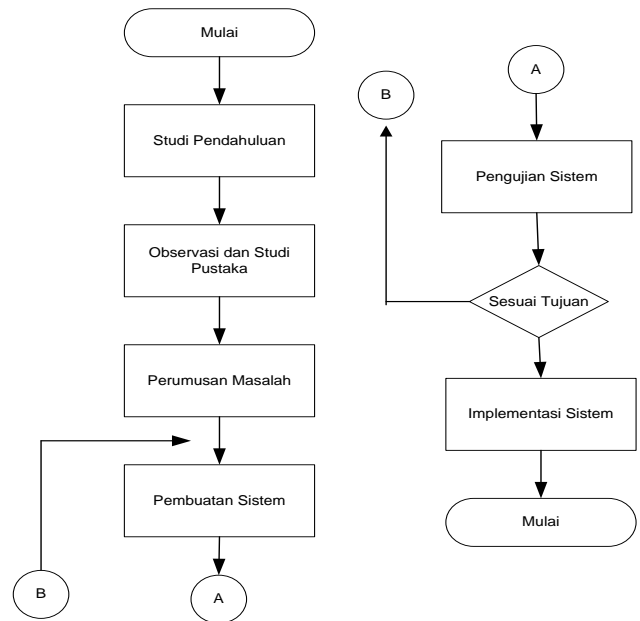 Mulai
Studi Pendahuluan
Observasi dan Studi
Pustaka
Perumusan Masalah
Pembuatan Sistem
B
A
A
B
Pengujian Sistem
Sesuai Tujuan
Implementasi Sistem
Mulai